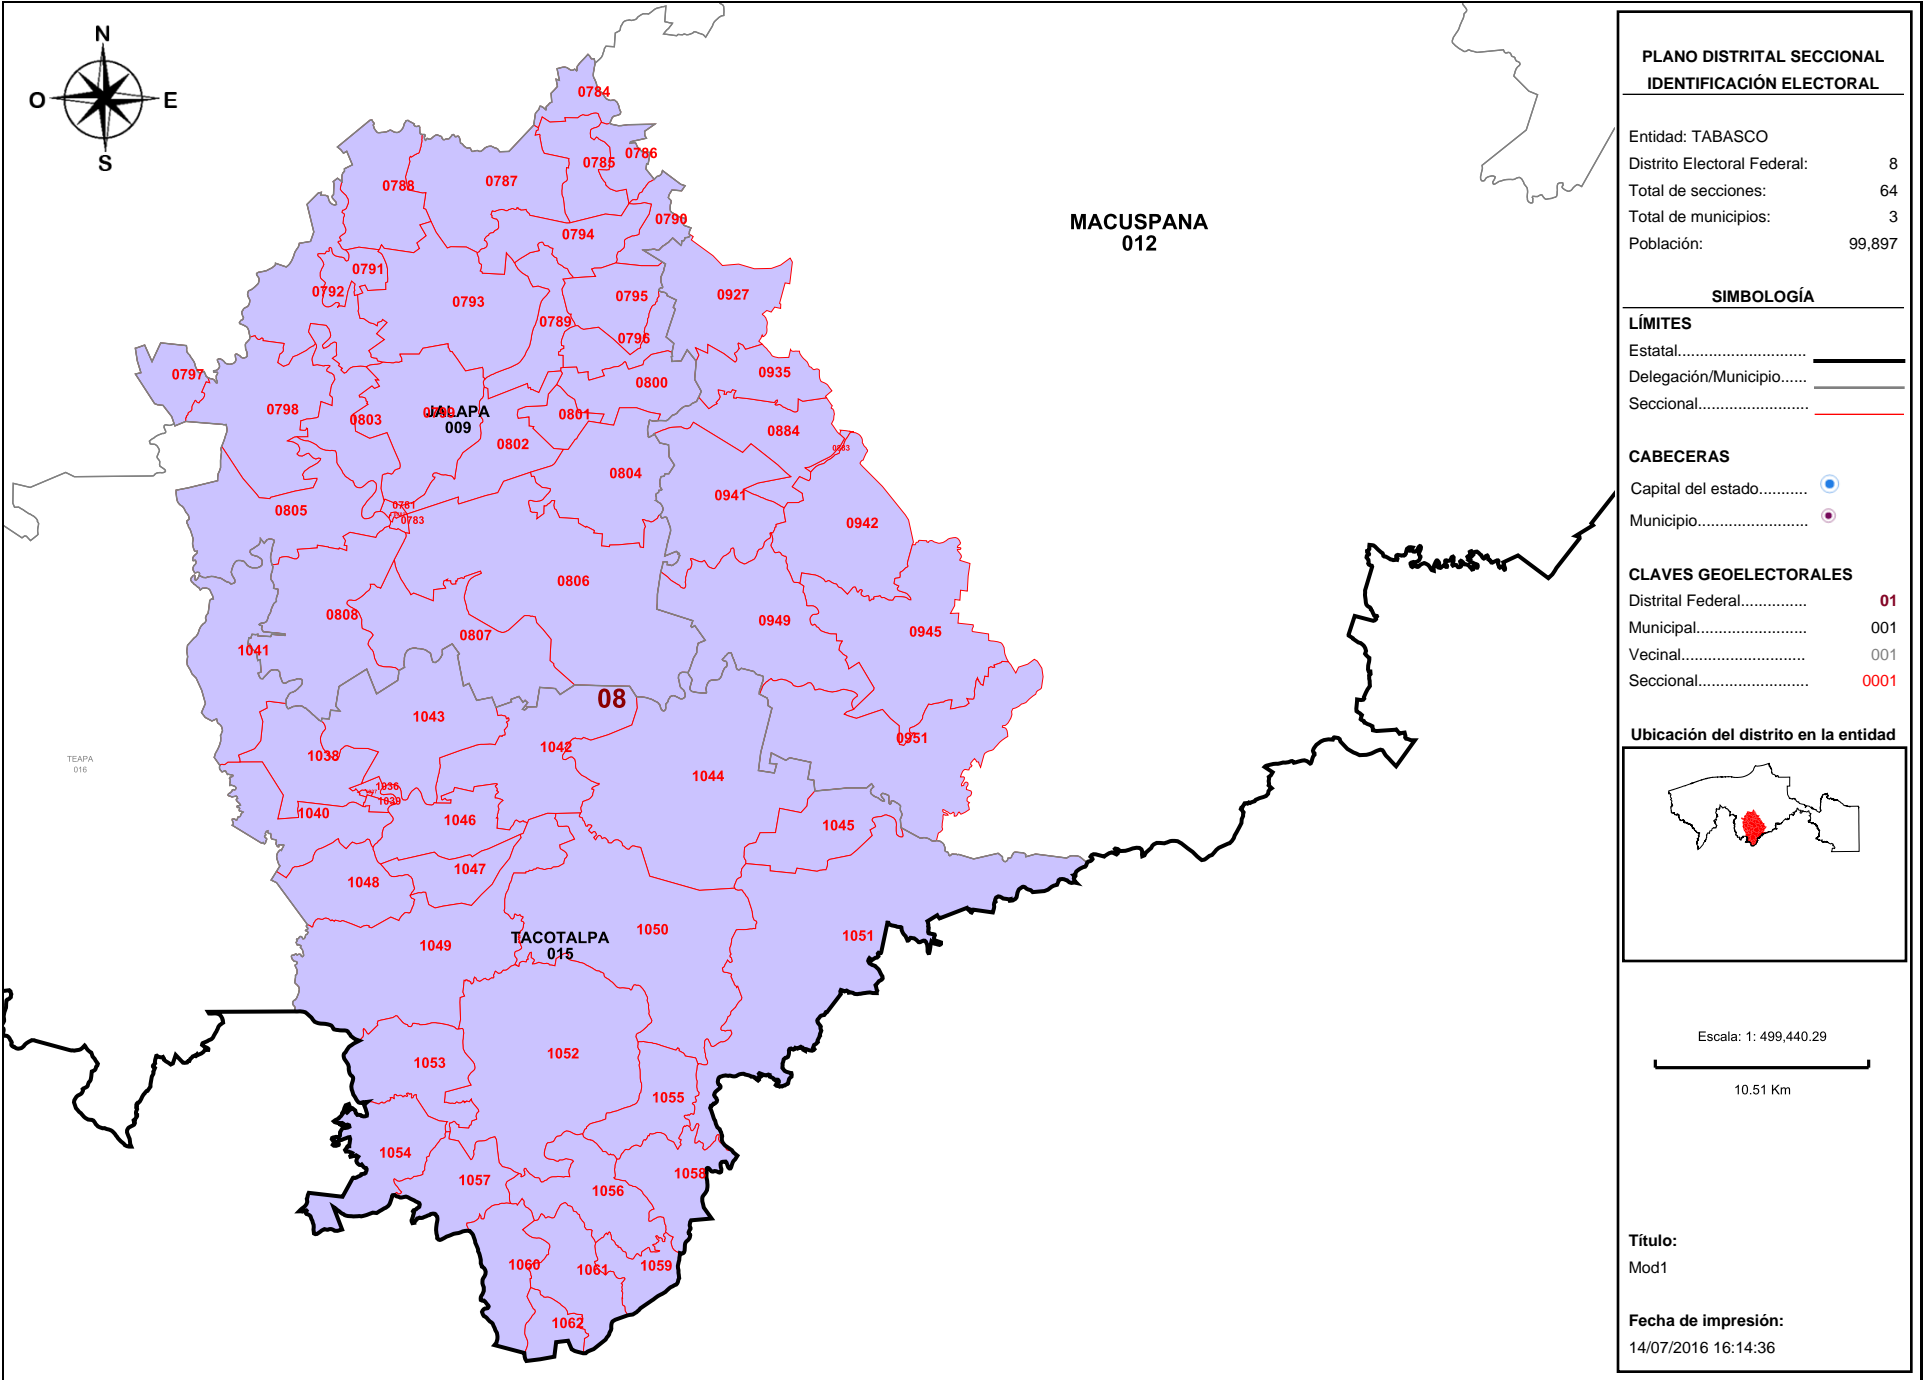 N
O
E
S
0784
0786
0785
0787
0788
0790
0794
0791
0792
0793
0795
0789
0796
0927
0797
0935
0800
0798
0801
0803
JALAPA
009
0802
0884
0804
0941
0942
0805
0781
0783
0806
0808
0807
0949
0945
1041
08
1043
1042
0951
1038
1044
1036
1039
1040
1046
1045
1047
1048
1050
1049
TACOTALPA
015
1051
1052
1053
1055
1054
1057
1056
1058
1060
1061
1059
1062
MACUSPANA
012
TEAPA
016
PLANO DISTRITAL SECCIONAL
IDENTIFICACIÓN ELECTORAL
Entidad: TABASCO
Distrito Electoral Federal: 8
Total de secciones: 64
Total de municipios: 3
Población: 99,897
SIMBOLOGÍA
LÍMITES
Estatal.............................
Delegación/Municipio......
Seccional.........................
CABECERAS
Capital del estado...........
Municipio.........................
CLAVES GEOELECTORALES
Distrital Federal............... 01
Municipal......................... 001
Vecinal............................ 001
Seccional......................... 0001
Ubicación del distrito en la entidad
Escala: 1: 499,440.29
10.51 Km
Título:
Mod1
Fecha de impresión:
14/07/2016 16:14:36